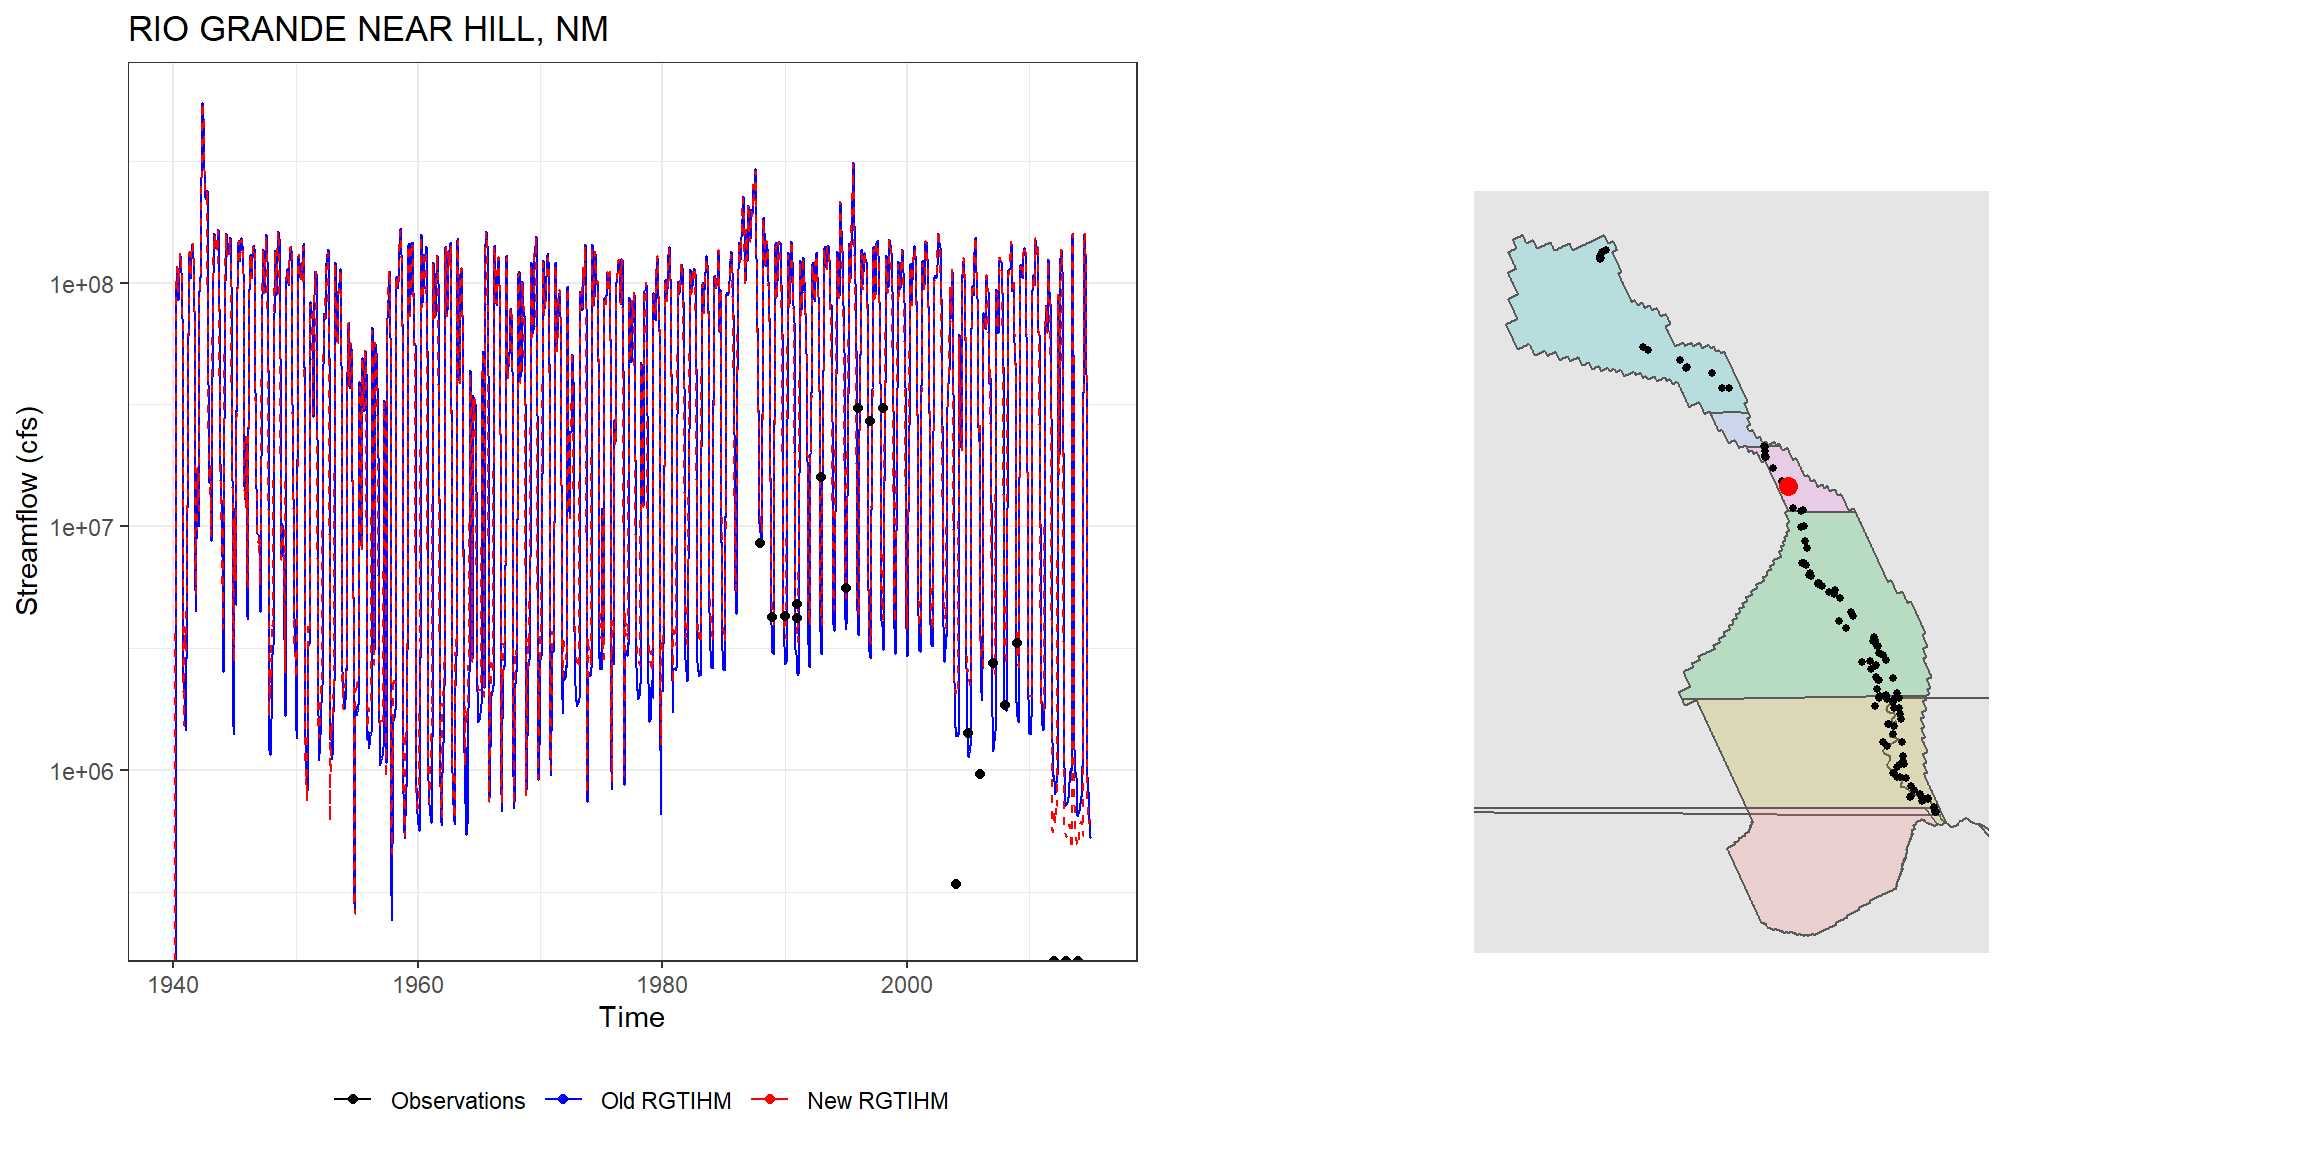 RIO GRANDE NEAR HILL, NM
Streamflow (cfs)
1e+08
1e+07
1e+06
1940 1960 1980 2000
Time
Observations Old RGTIHM New RGTIHM